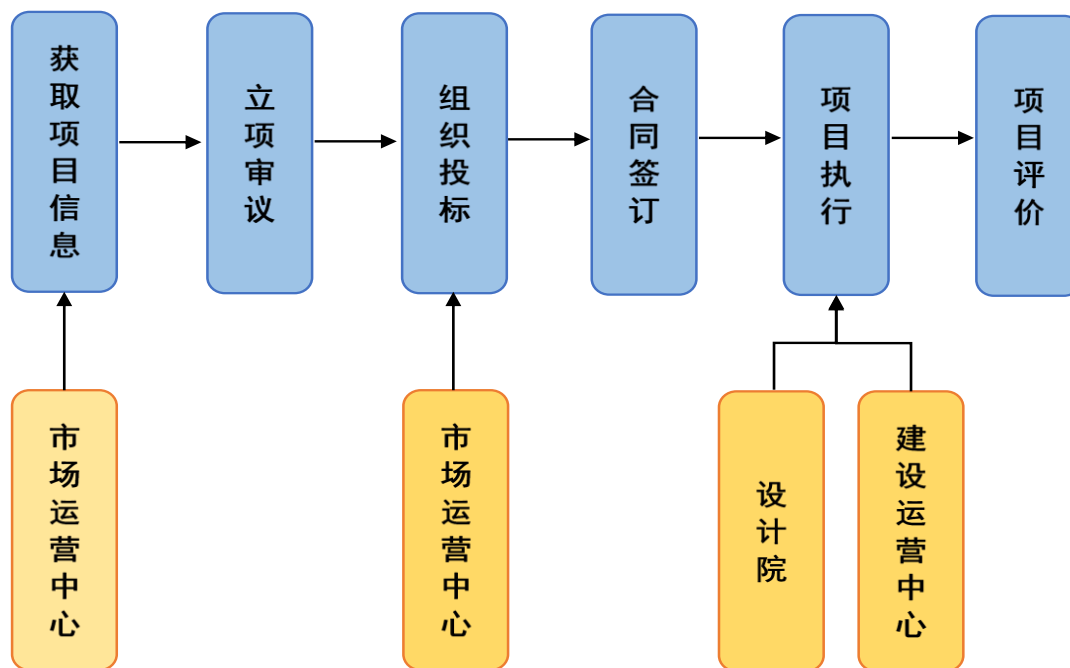 获取项目信息
立项审议
组织投标
合同签订
项目执行
项目评价
市场运营中心
市场运营中心
设计院
建设运营中心